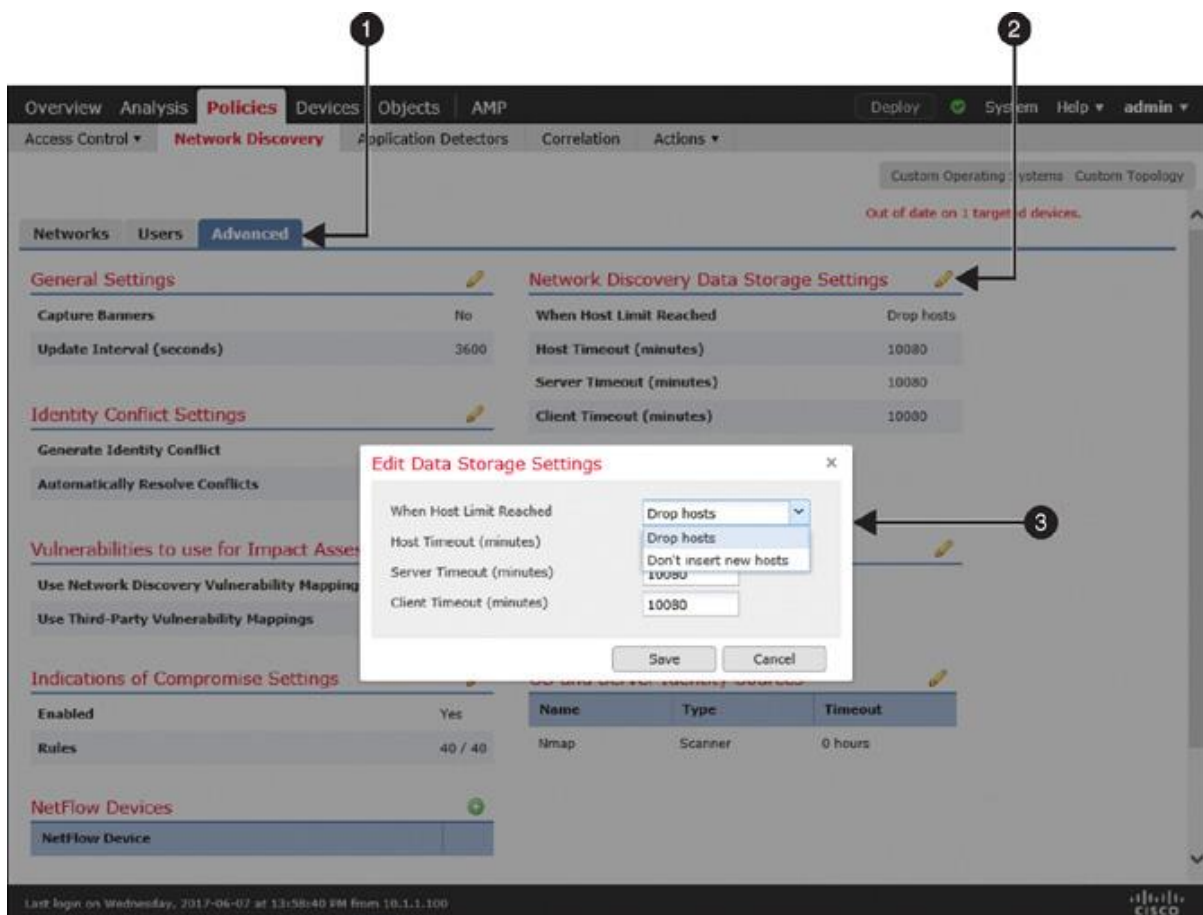 1
2
Overview Analysis Policies Devices Objects AMP Deploy System Help admin
Access Control Network Discovery Application Detectors Correlation Actions
Custom Operating Systems Custom Topology
Out of date on 1 targeted devices.
Networks Users Advanced
General Settings
Capture Banners No
Update Interval (seconds) 3600
Network Discovery Data Storage Settings
When Host Limit Reached Drop hosts
Host Timeout (minutes) 10080
Server Timeout (minutes) 10080
Client Timeout (minutes) 10080
Identity Conflict Settings
Generate Identity Conflict
Automatically Resolve Conflicts
Edit Data Storage Settings
When Host Limit Reached Drop hosts
Drop hosts
Don't insert new hosts
Host Timeout (minutes)
Server Timeout (minutes) 10080
Client Timeout (minutes) 10080
Save Cancel
3
Vulnerabilities to use for Impact Asse
Use Network Discovery Vulnerability Mapping
Use Third-Party Vulnerability Mappings
Indications of Compromise Settings
Enabled Yes
Rules 40 / 40
OS and Server Identity Sources
Name Type Timeout
Nmap Scanner 0 hours
NetFlow Devices
NetFlow Device
Last login on Wednesday, 2017-06-07 at 13:58:40 PM from 10.1.1.100
CISCO